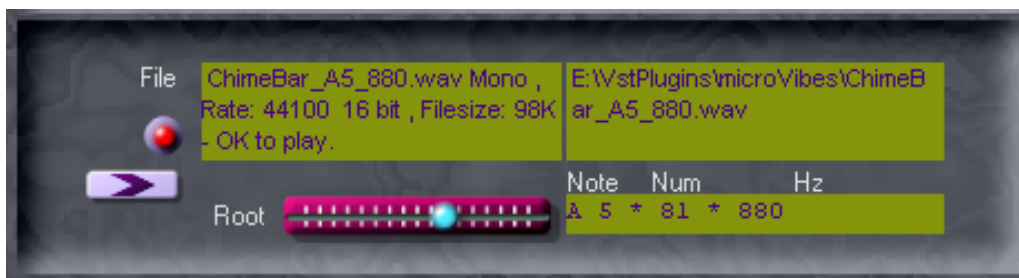 File
ChimeBar_A5_880.wav Mono ,
Rate: 44100 16 bit , Filesize: 98K
- OK to play.
E:\VstPlugins\microVibes\ChimeB
ar_A5_880.wav
Note Num Hz
Root
A 5 * 81 * 880